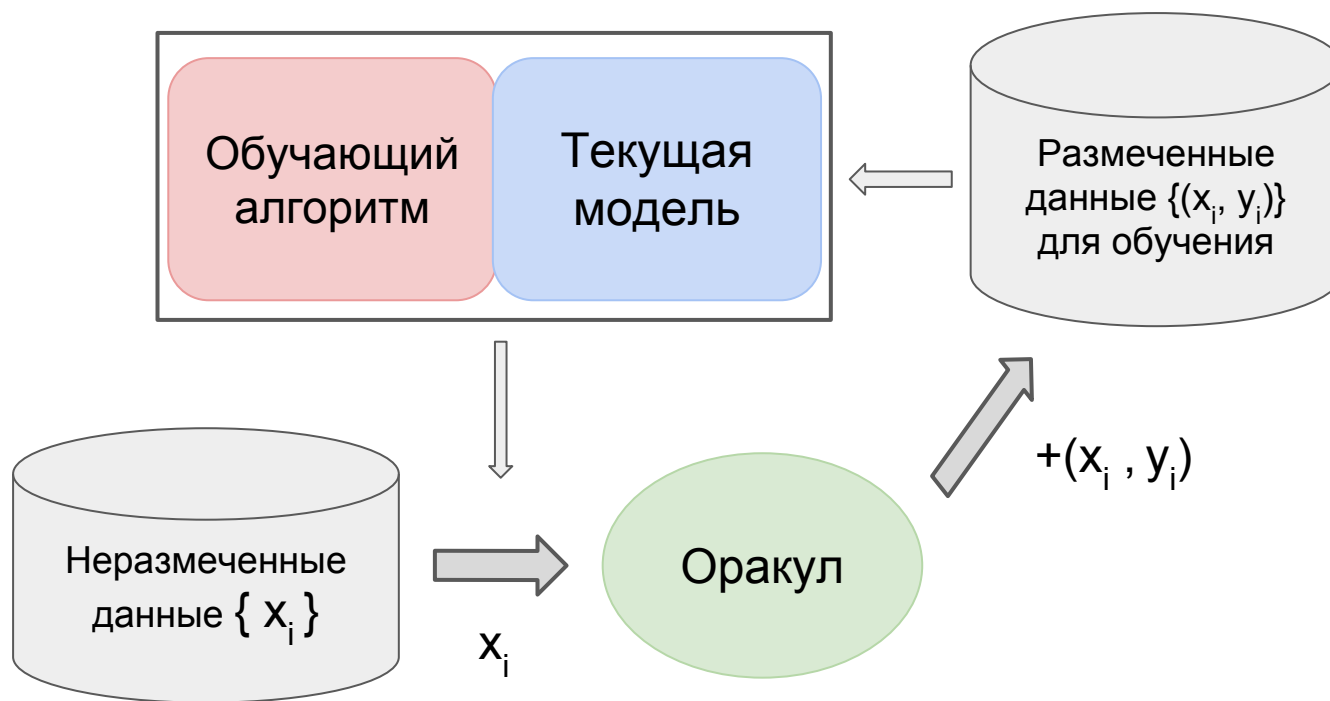 Обучающий
алгоритм
Текущая
модель
Размеченные
данные {(xᵢ, yᵢ)}
для обучения
+(xᵢ , yᵢ)
Неразмеченные
данные { xᵢ }
xᵢ
Оракул